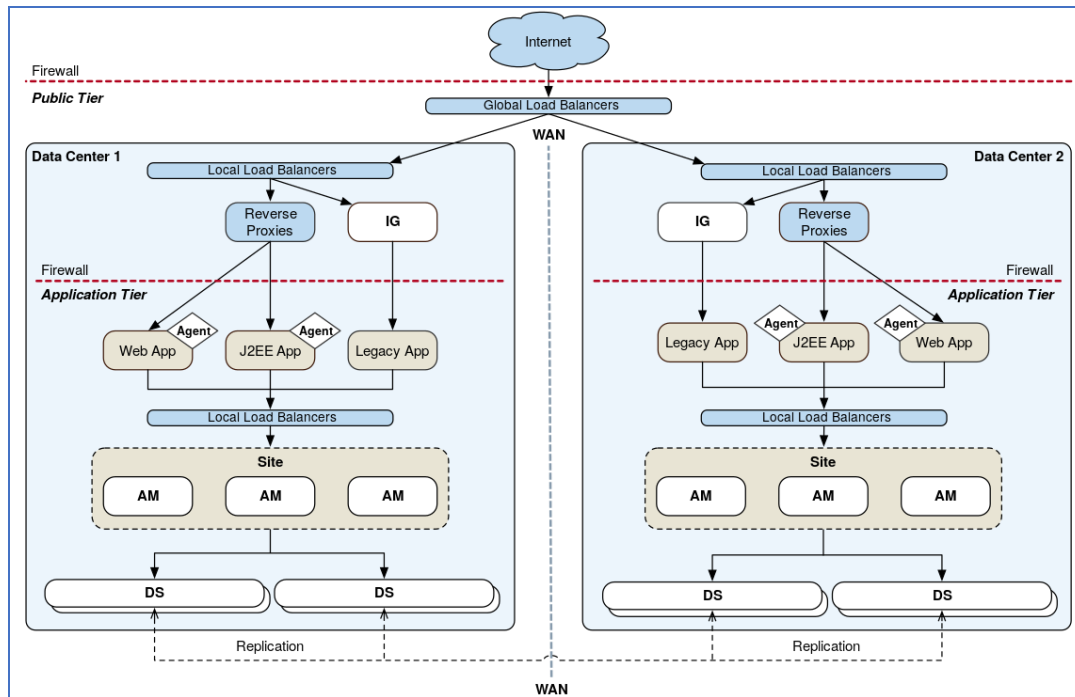 Internet
Firewall
Public Tier
Global Load Balancers
WAN
Data Center 1
Local Load Balancers
Reverse
Proxies
IG
Firewall
Application Tier
Agent
Agent
Web App
J2EE App
Legacy App
Local Load Balancers
Site
AM
AM
AM
DS
DS
Replication
Data Center 2
Local Load Balancers
IG
Reverse
Proxies
Firewall
Application Tier
Agent
Agent
Legacy App
J2EE App
Web App
Local Load Balancers
Site
AM
AM
AM
DS
DS
Replication
WAN